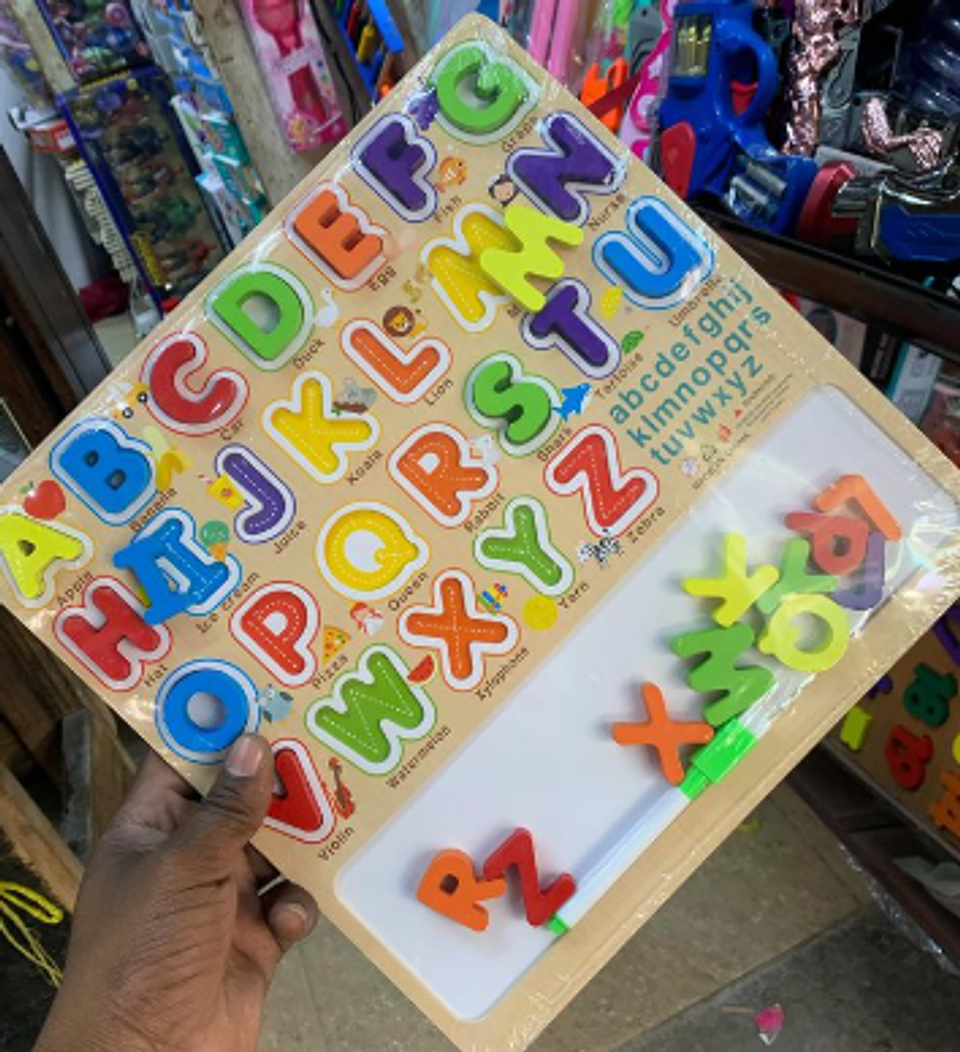 A B C D E F G
Apple Banana Car Duck Egg Fish Grape
H I J K L M N
Hat Ice cream Juice Koala Lion Nurse
O P Q R S T U
Pizza Queen Rabbit Shark Tortoise Umbrella
V W X Y Z
Violin Watermelon Xylophone Yarn Zebra
abcdefghij
klmnopqrs
tuvwxyz
R Z X W K Y Q P J L
M